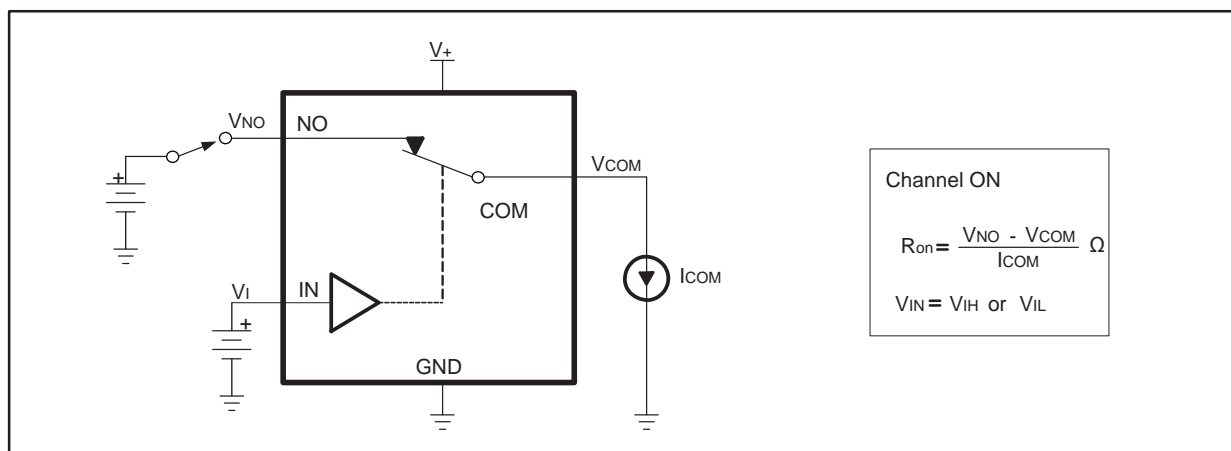 V+
VNO
NO
+
VCOM
COM
ICOM
VI
IN
+
GND
Channel ON
Ron = VNO - VCOM
ICOM
Ω
VIN = VIH or VIL